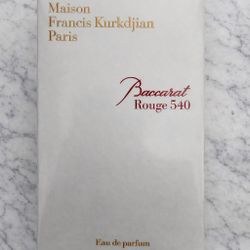 Maison
Francis Kurkdjian
Paris
Baccarat
Rouge 540
Eau de parfum